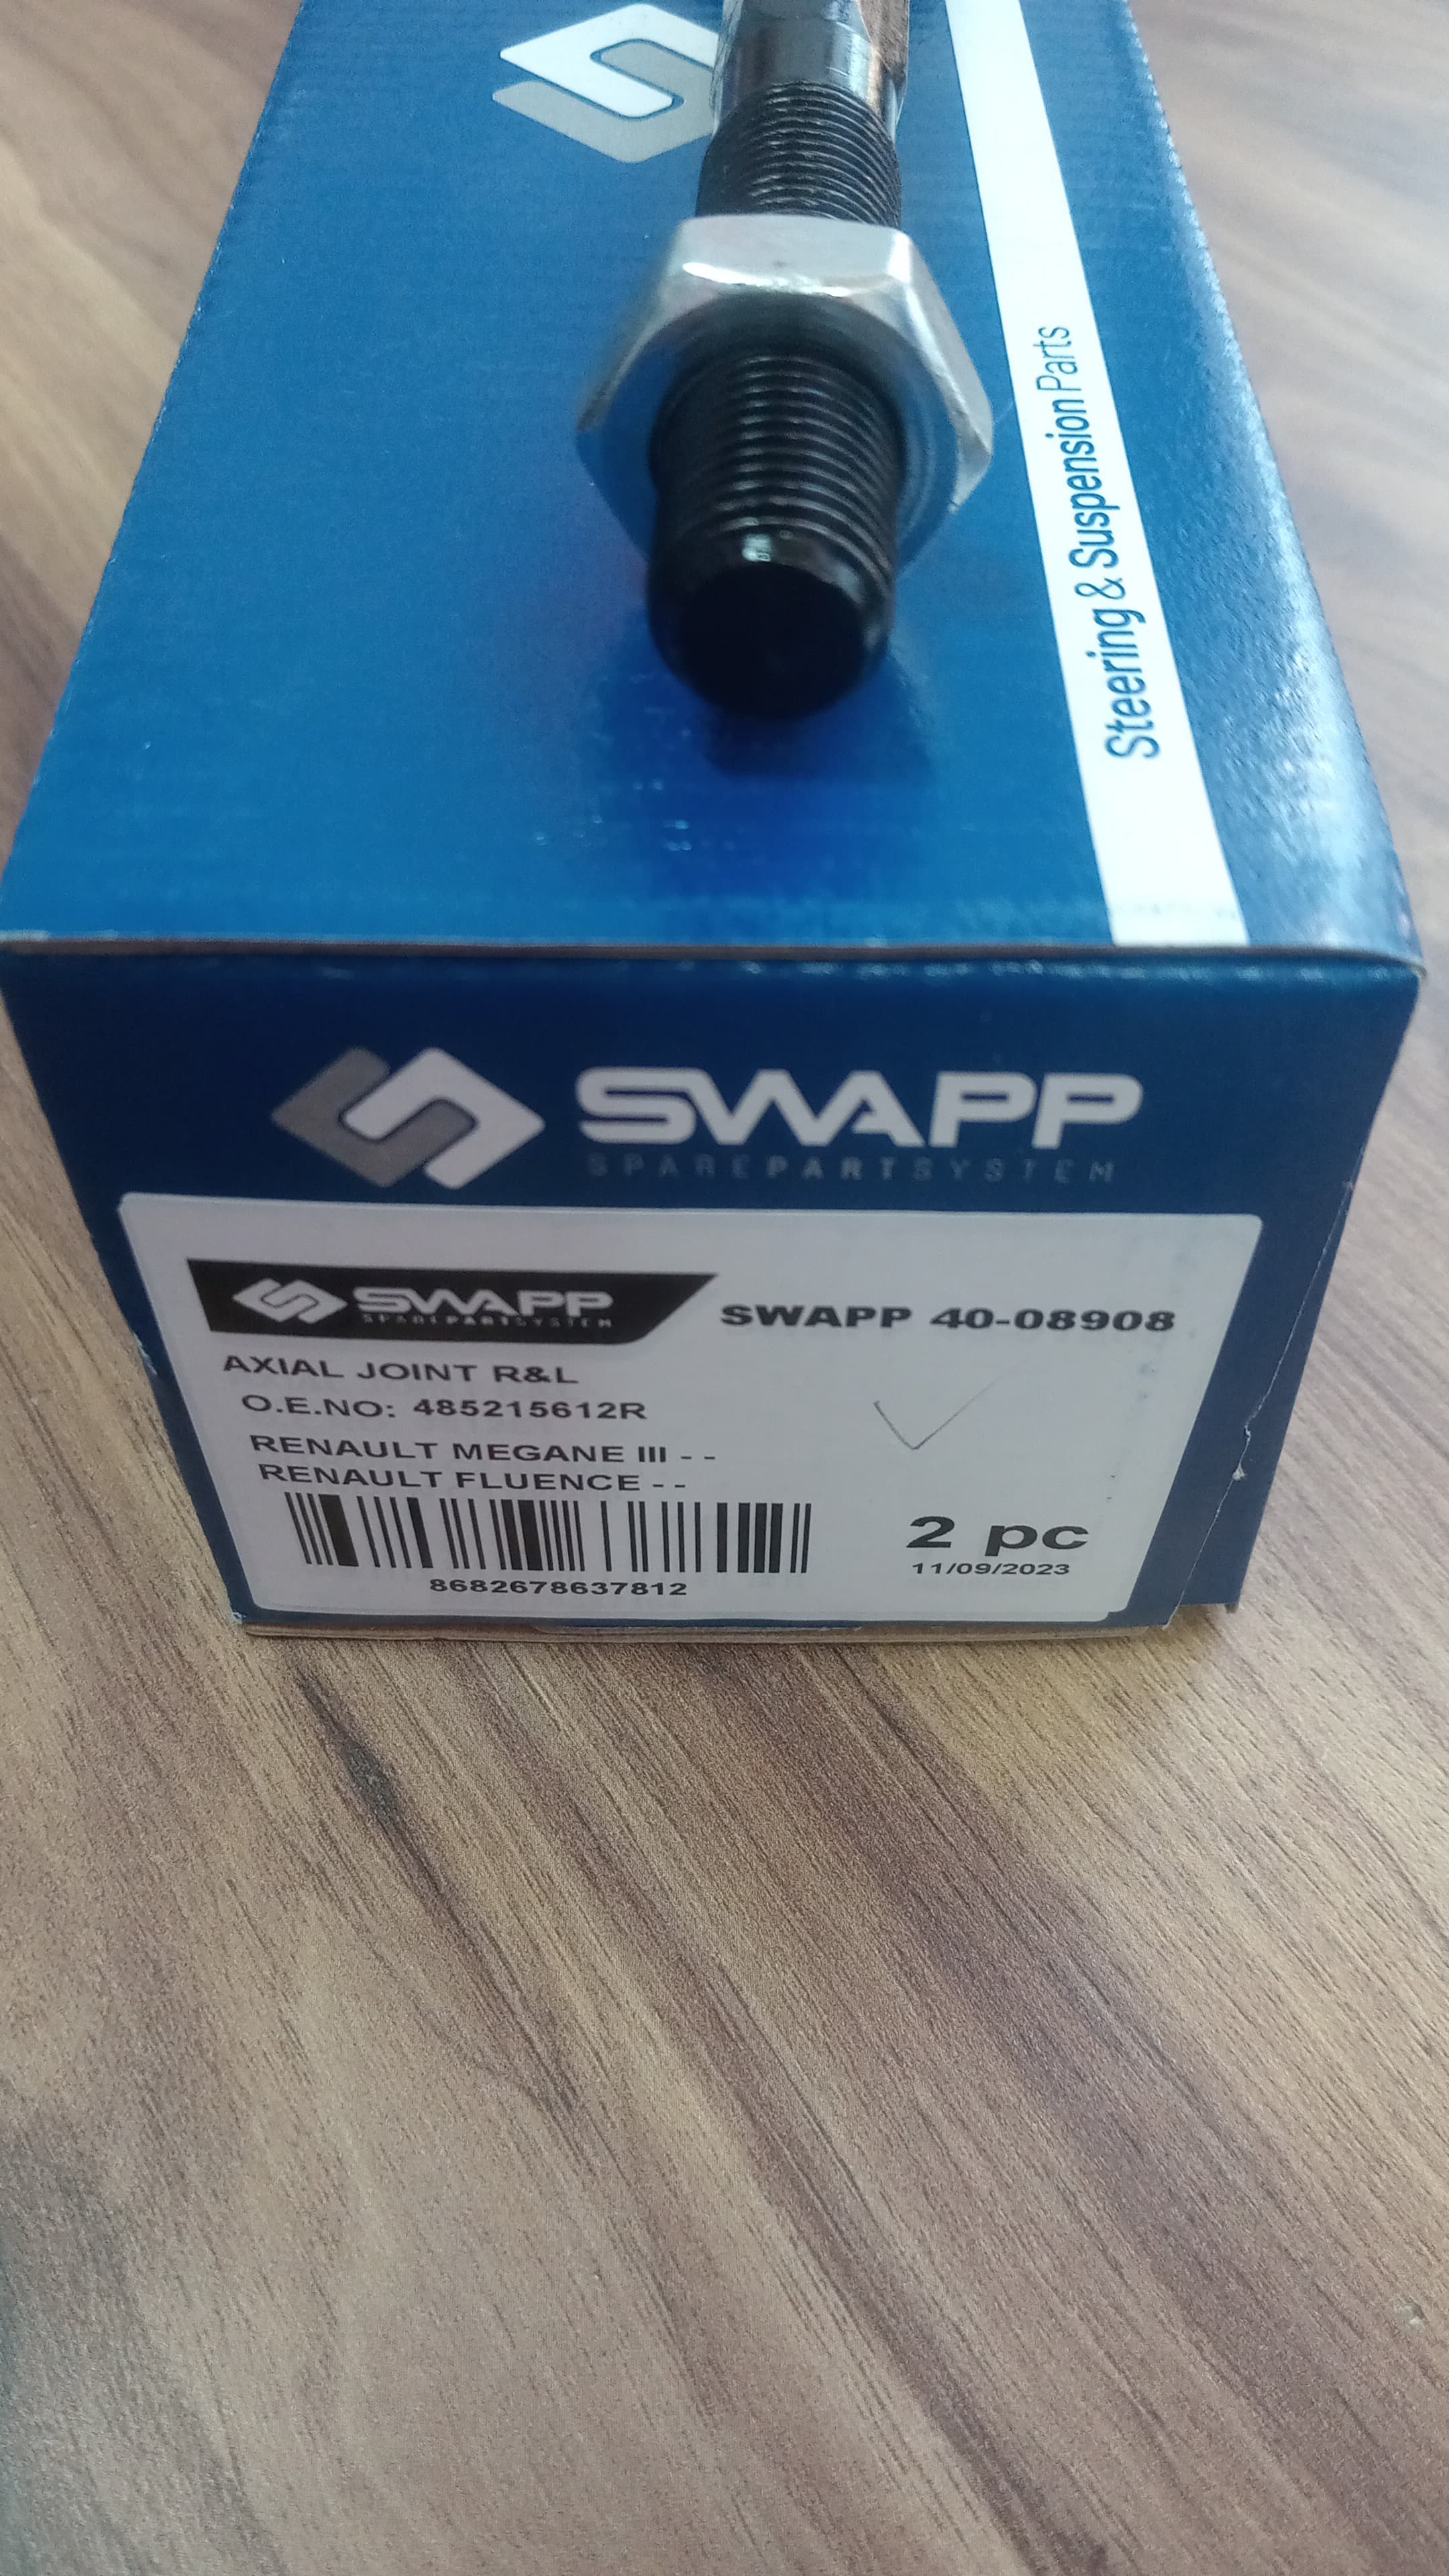 Steering & Suspension Parts
SWAPP
SPAREPARTSYSTEM
SWAPP
SPAREPARTSYSTEM
SWAPP 40-08908
AXIAL JOINT R&L
O.E.NO: 485215612R
RENAULT MEGANE III - -
RENAULT FLUENCE - -
8682678637812
2 pc
11/09/2023